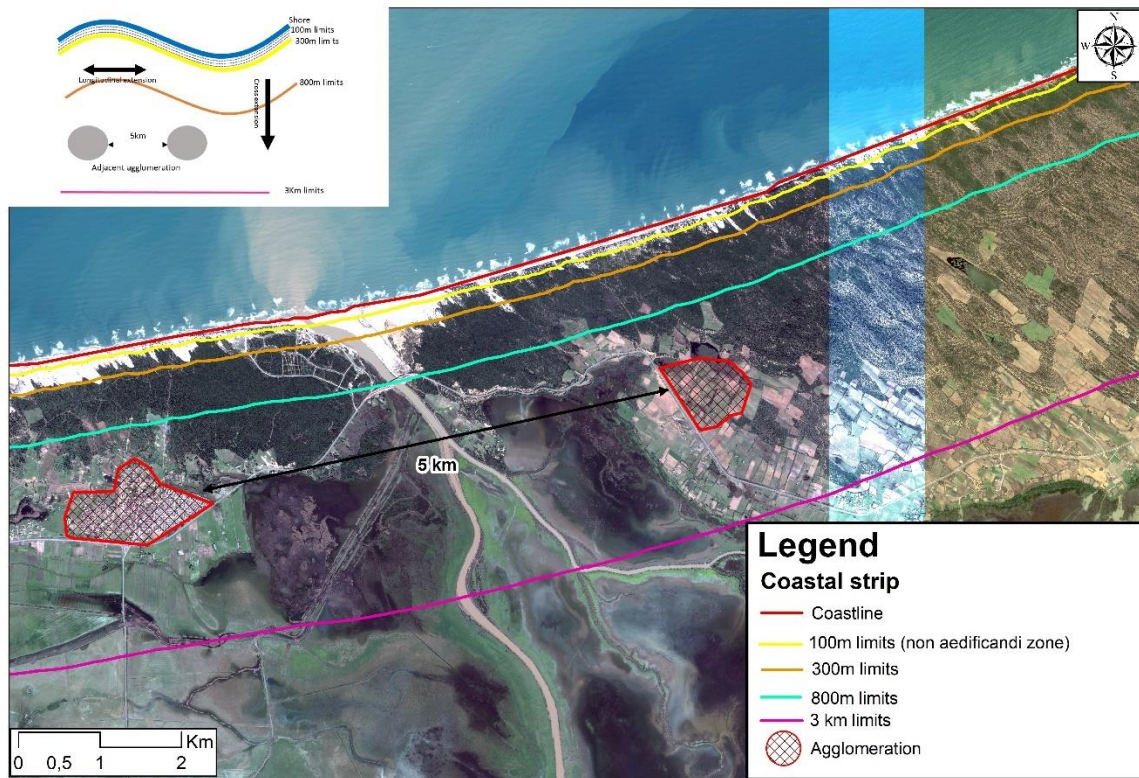 Shore
100m limits
300m limits
Longitudinal extension
Cross extension
800m limits
5km
Adjacent agglomeration
3Km limits
N
W
S
5 km
Legend
Coastal strip
Coastline
100m limits (non aedificandi zone)
300m limits
800m limits
3 km limits
Agglomeration
Km
0 0,5 1 2